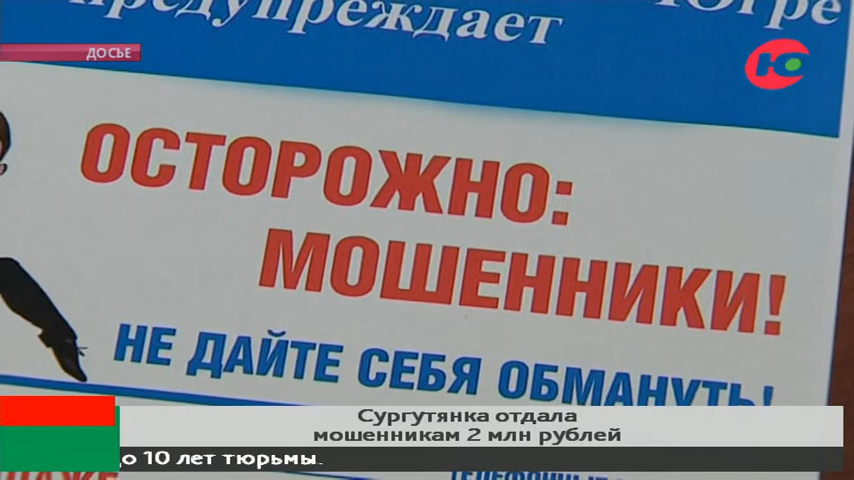 предупреждает
Югре
ДОСЬЕ
Ю
ОСТОРОЖНО:
МОШЕННИКИ!
НЕ ДАЙТЕ СЕБЯ ОБМАНУТЬ!
Сургутянка отдала
мошенникам 2 млн рублей
до 10 лет тюрьмы.